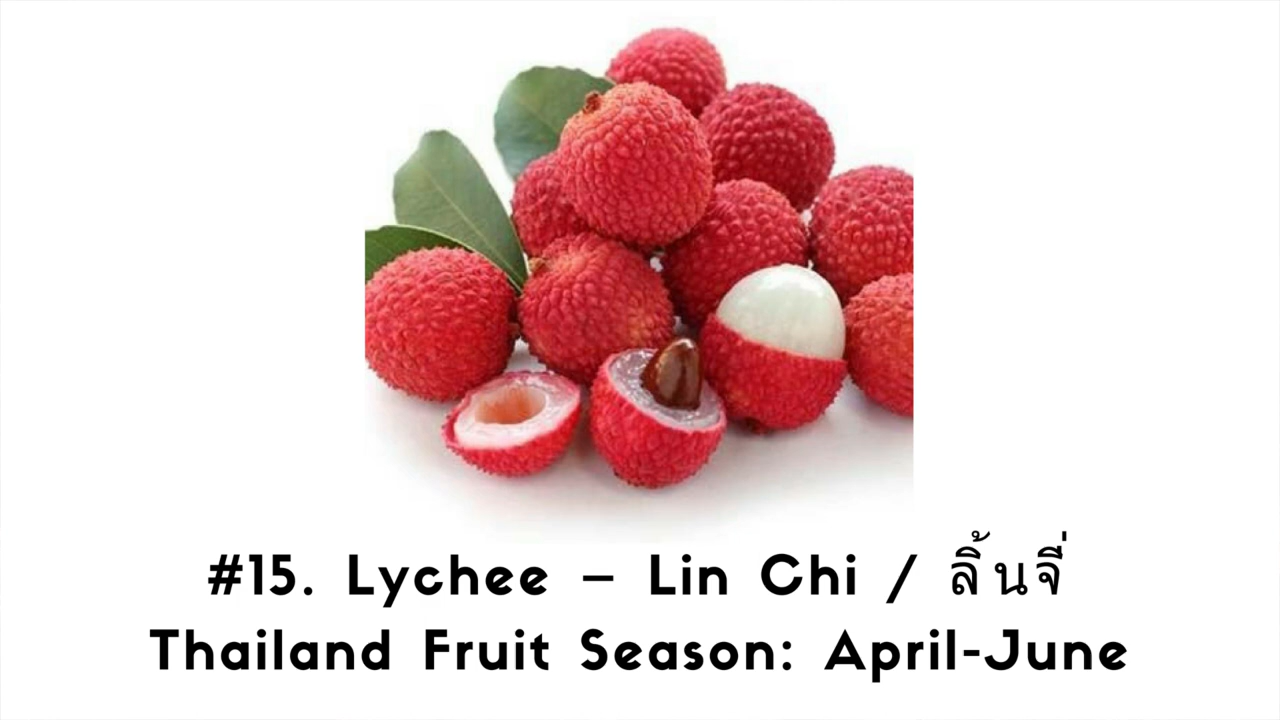 #15. Lychee – Lin Chi / ลิ้นจี่
Thailand Fruit Season: April-June